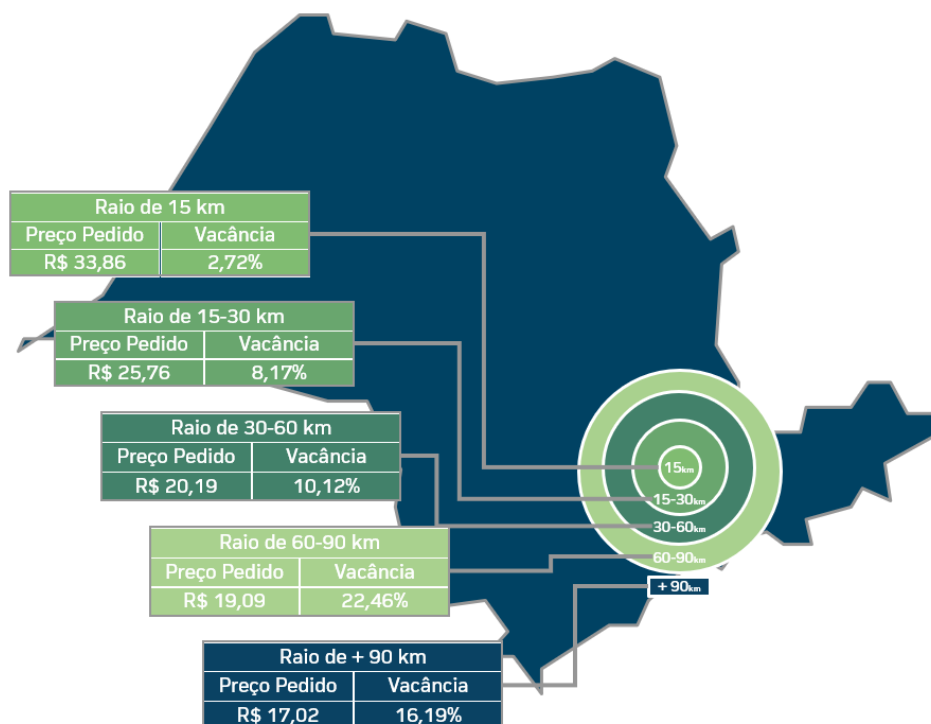 Raio de 15 km
Preço Pedido Vacância
R$ 33,86 2,72%
Raio de 15-30 km
Preço Pedido Vacância
R$ 25,76 8,17%
Raio de 30-60 km
Preço Pedido Vacância
R$ 20,19 10,12%
Raio de 60-90 km
Preço Pedido Vacância
R$ 19,09 22,46%
Raio de + 90 km
Preço Pedido Vacância
R$ 17,02 16,19%
15km
15-30km
30-60km
60-90km
+ 90km